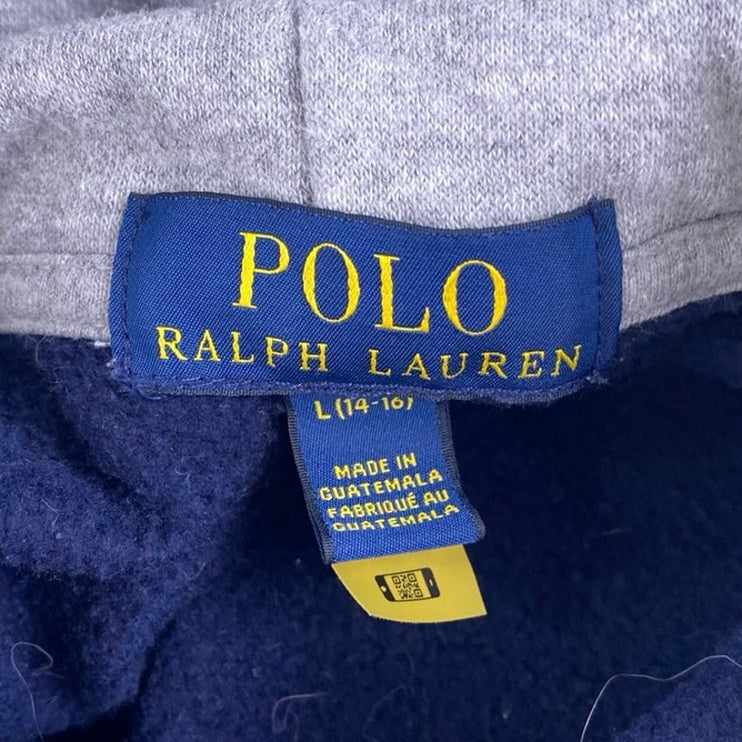 POLO
RALPH LAUREN
L (14-16)
MADE IN
GUATEMALA
FABRIQUÉ AU
GUATEMALA